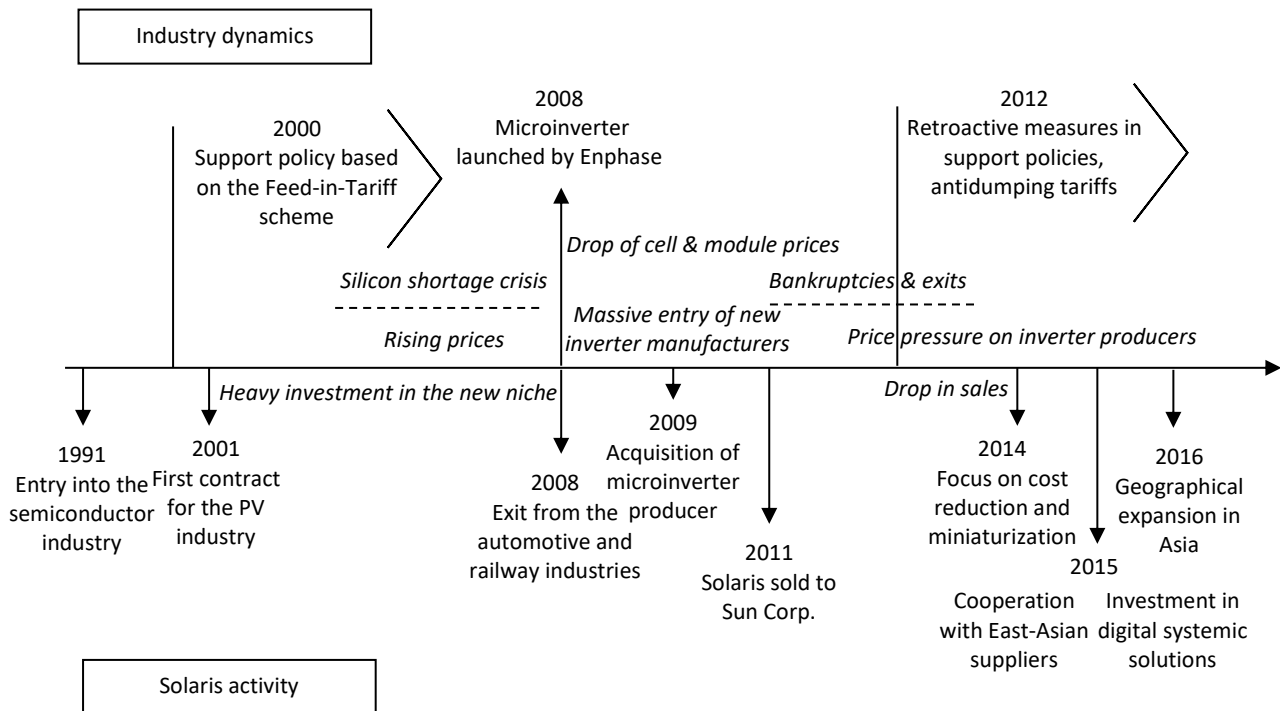 Industry dynamics
2000
Support policy based
on the Feed-in-Tariff
scheme
2008
Microinverter
launched by Enphase
2012
Retroactive measures in
support policies,
antidumping tariffs
Silicon shortage crisis
Rising prices
Drop of cell & module prices
Massive entry of new
inverter manufacturers
Bankruptcies & exits
Price pressure on inverter producers
Heavy investment in the new niche
Drop in sales
1991
Entry into the
semiconductor
industry
2001
First contract
for the PV
industry
2008
Exit from the
automotive and
railway industries
2009
Acquisition of
microinverter
producer
2011
Solaris sold to
Sun Corp.
2014
Focus on cost
reduction and
miniaturization
2015
Cooperation
with East-Asian
suppliers
Investment in
digital systemic
solutions
2016
Geographical
expansion in
Asia
Solaris activity